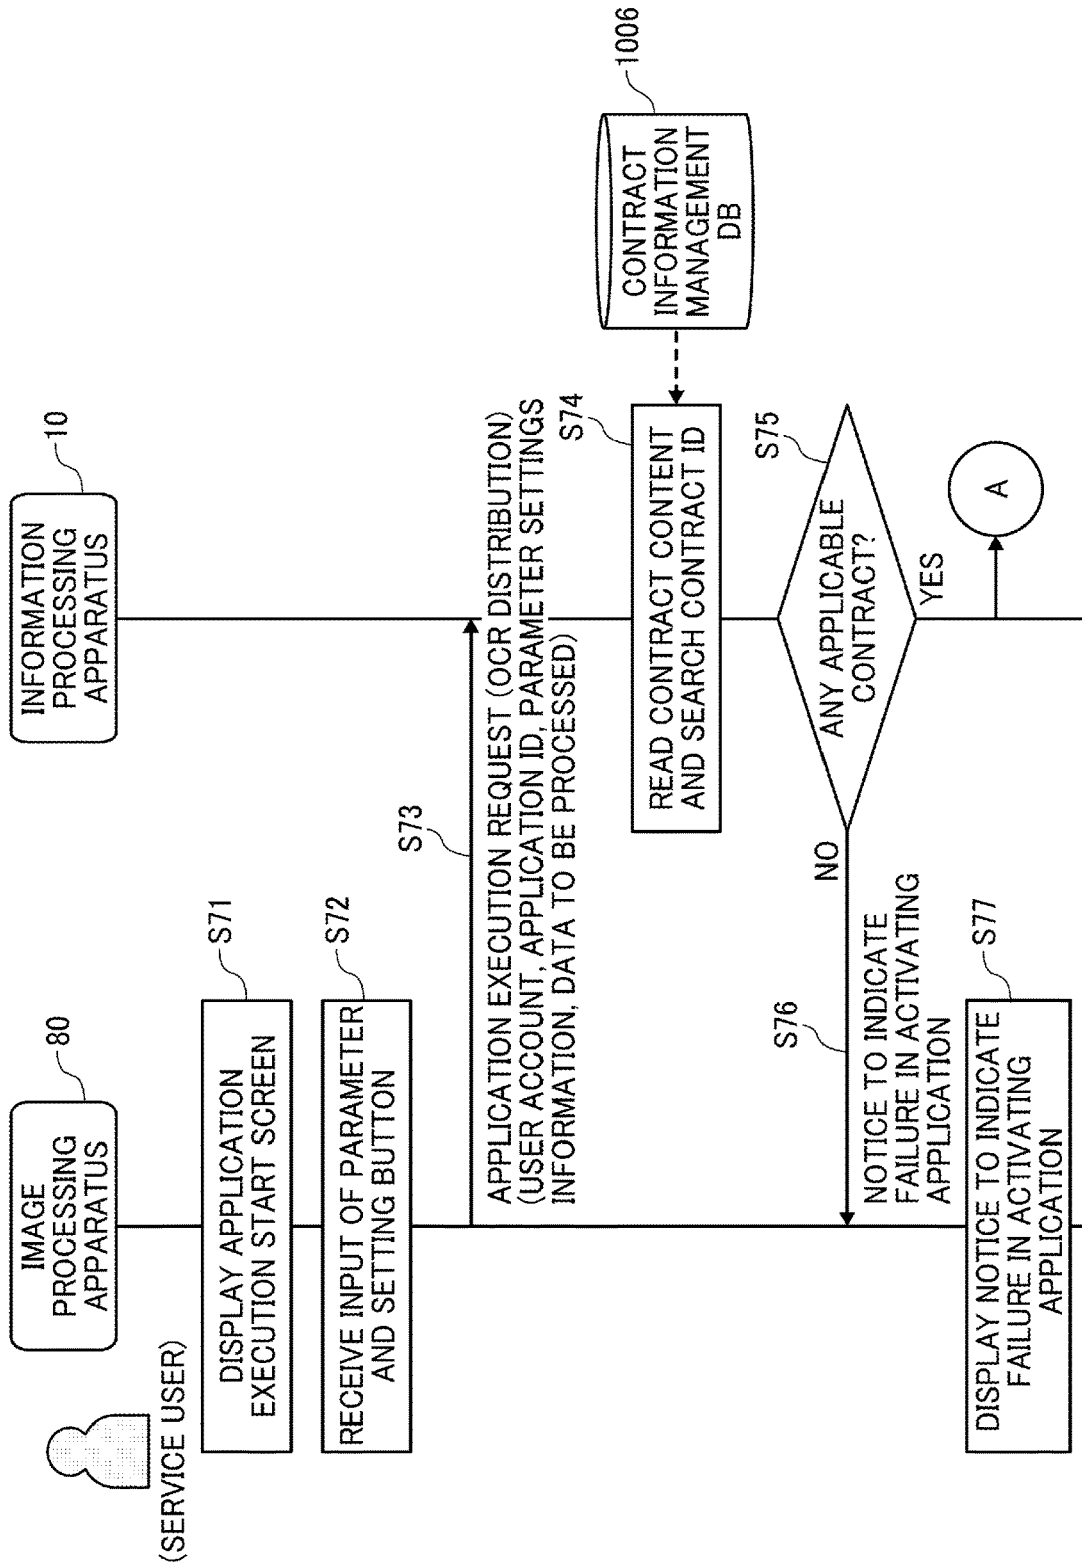 (SERVICE USER)
IMAGE
PROCESSING
APPARATUS
80
INFORMATION
PROCESSING
APPARATUS
10
DISPLAY APPLICATION
EXECUTION START SCREEN
S71
RECEIVE INPUT OF PARAMETER
AND SETTING BUTTON
S72
S73
APPLICATION EXECUTION REQUEST (OCR DISTRIBUTION)
(USER ACCOUNT, APPLICATION ID, PARAMETER SETTINGS
INFORMATION, DATA TO BE PROCESSED)
READ CONTRACT CONTENT
AND SEARCH CONTRACT ID
S74
CONTRACT
INFORMATION
MANAGEMENT
DB
1006
ANY APPLICABLE
CONTRACT?
S75
NO
YES
S76
NOTICE TO INDICATE
FAILURE IN ACTIVATING
APPLICATION
A
DISPLAY NOTICE TO INDICATE
FAILURE IN ACTIVATING
APPLICATION
S77